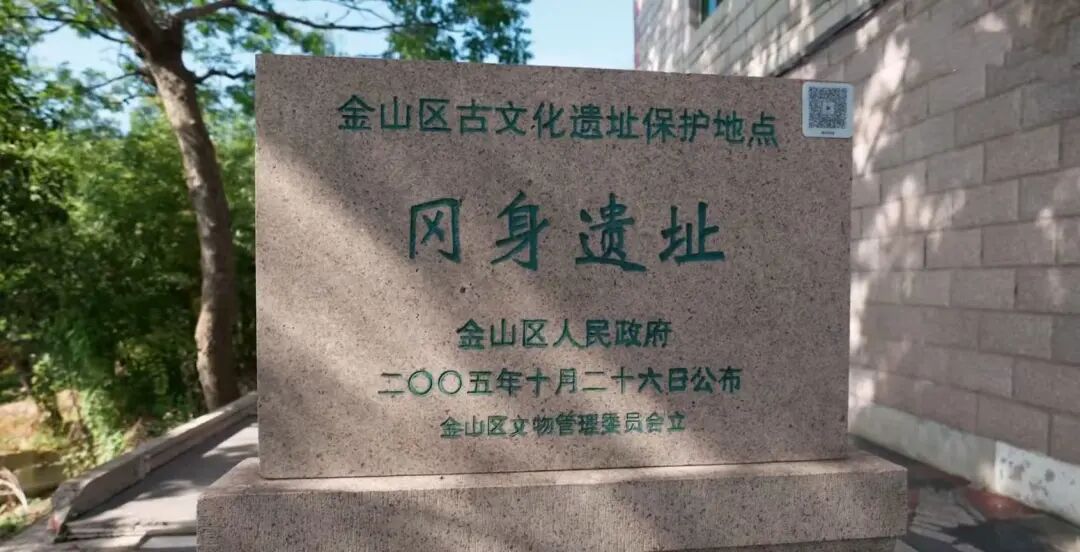 金山区古文化遗址保护地点
冈身遗址
金山区人民政府
二〇〇五年十月二十六日公布
金山区文物管理委员会立